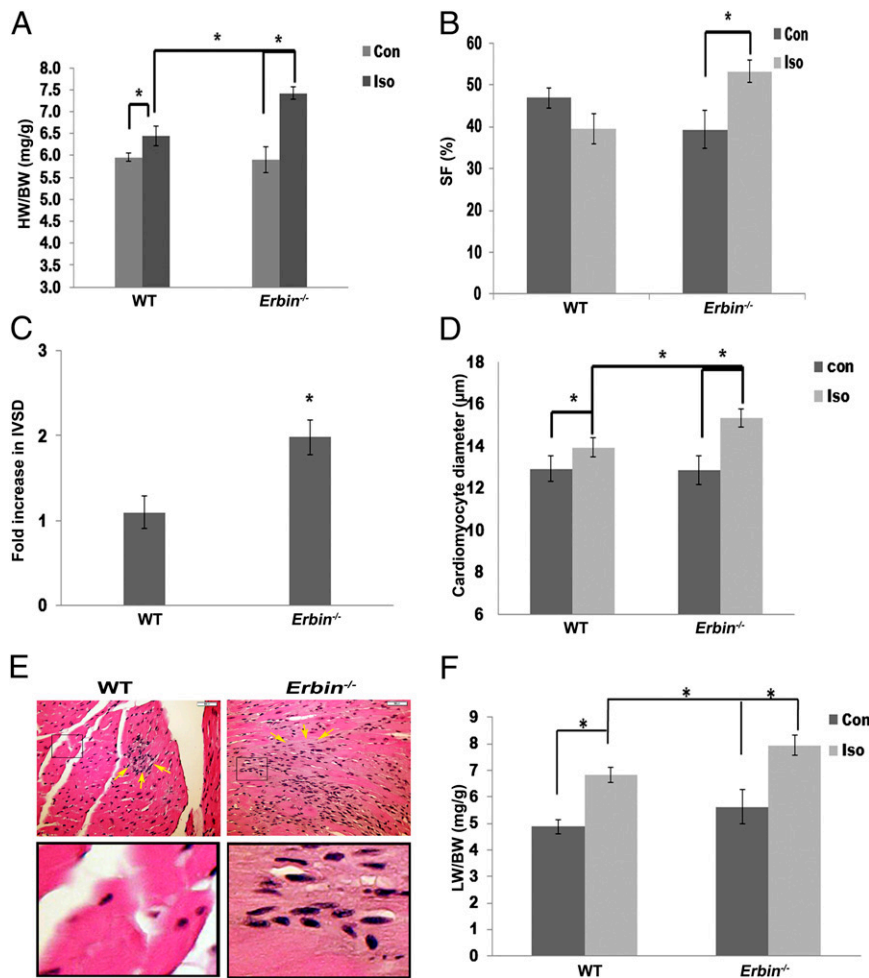 A
* *
Con
Iso
*
HW/BW (mg/g)
8.0
7.5
7.0
6.5
6.0
5.5
5.0
4.5
4.0
3.5
3.0
WT Erbin-/-
B
*
Con
Iso
SF (%)
60
50
40
30
20
10
0
WT Erbin-/-
C
Fold increase in IVSD
3
2
1
0
*
WT Erbin-/-
D
Cardiomyocyte diameter (µm)
18
16
14
12
10
8
6
* * *
con
Iso
WT Erbin-/-
E
WT Erbin-/-
F
LW/BW (mg/g)
9
8
7
6
5
4
3
2
1
0
* * *
Con
Iso
WT Erbin-/-